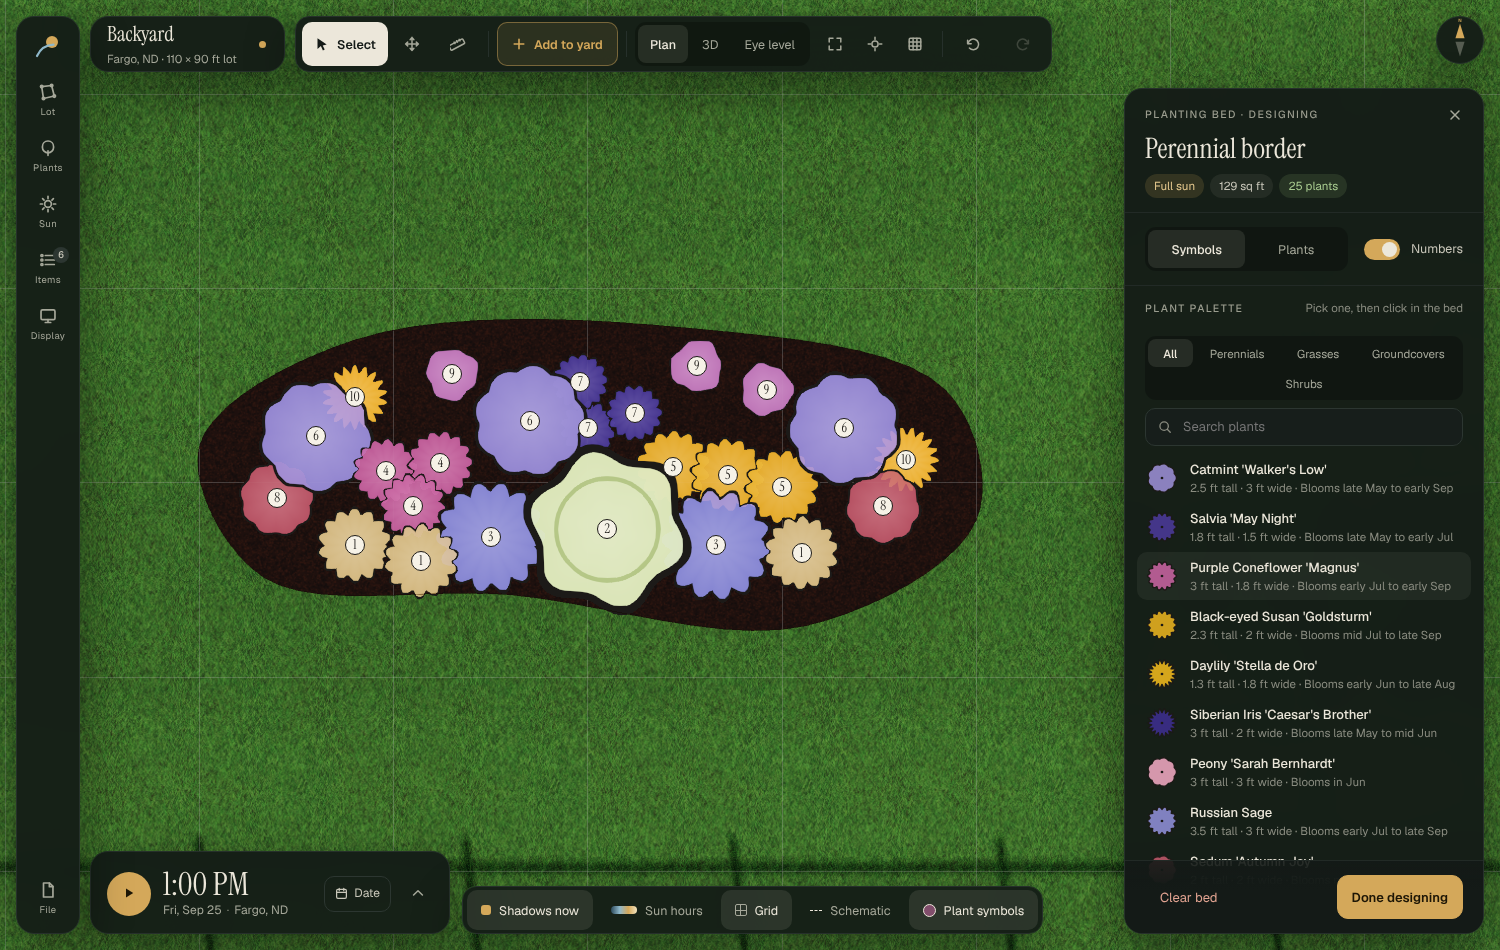 Backyard
Fargo, ND · 110 × 90 ft lot
Select
Add to yard
Plan
3D
Eye level
N
Lot
Plants
Sun
6
Items
Display
File
10
9
7
9
9
6
6
7
7
6
4
4
5
5
5
10
8
4
8
1
1
3
2
3
1
PLANTING BED · DESIGNING
Perennial border
Full sun
129 sq ft
25 plants
Symbols
Plants
Numbers
PLANT PALETTE
Pick one, then click in the bed
All
Perennials
Grasses
Groundcovers
Shrubs
Search plants
Catmint 'Walker's Low'
2.5 ft tall · 3 ft wide · Blooms late May to early Sep
Salvia 'May Night'
1.8 ft tall · 1.5 ft wide · Blooms late May to early Jul
Purple Coneflower 'Magnus'
3 ft tall · 1.8 ft wide · Blooms early Jul to early Sep
Black-eyed Susan 'Goldsturm'
2.3 ft tall · 2 ft wide · Blooms mid Jul to late Sep
Daylily 'Stella de Oro'
1.3 ft tall · 1.8 ft wide · Blooms early Jun to late Aug
Siberian Iris 'Caesar's Brother'
3 ft tall · 2 ft wide · Blooms late May to mid Jun
Peony 'Sarah Bernhardt'
3 ft tall · 3 ft wide · Blooms in Jun
Russian Sage
3.5 ft tall · 3 ft wide · Blooms early Jul to late Sep
Sedum 'Autumn Joy'
Clear bed
Done designing
1:00 PM
Fri, Sep 25 · Fargo, ND
Date
Shadows now
Sun hours
Grid
Schematic
Plant symbols